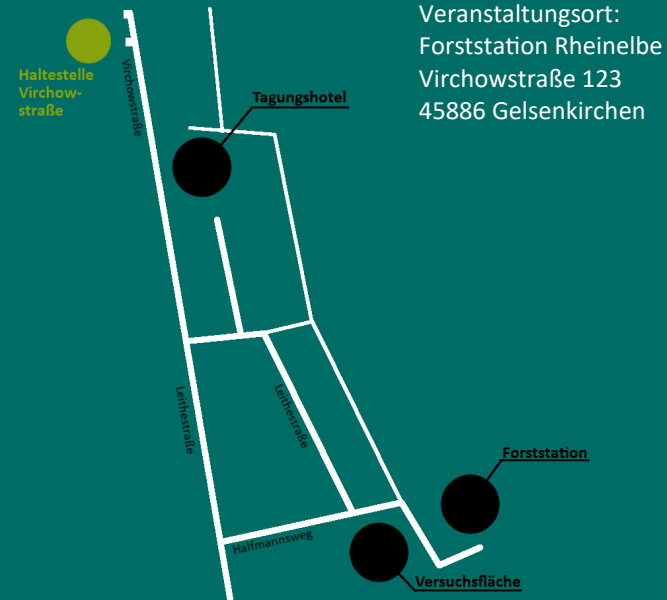 Veranstaltungsort:
Forststation Rheinelbe
Virchowstraße 123
45886 Gelsenkirchen
Haltestelle
Virchow-
straße
Virchowstraße
Tagungshotel
Leithestraße
Leithestraße
Forststation
Halfmannsweg
Versuchsfläche